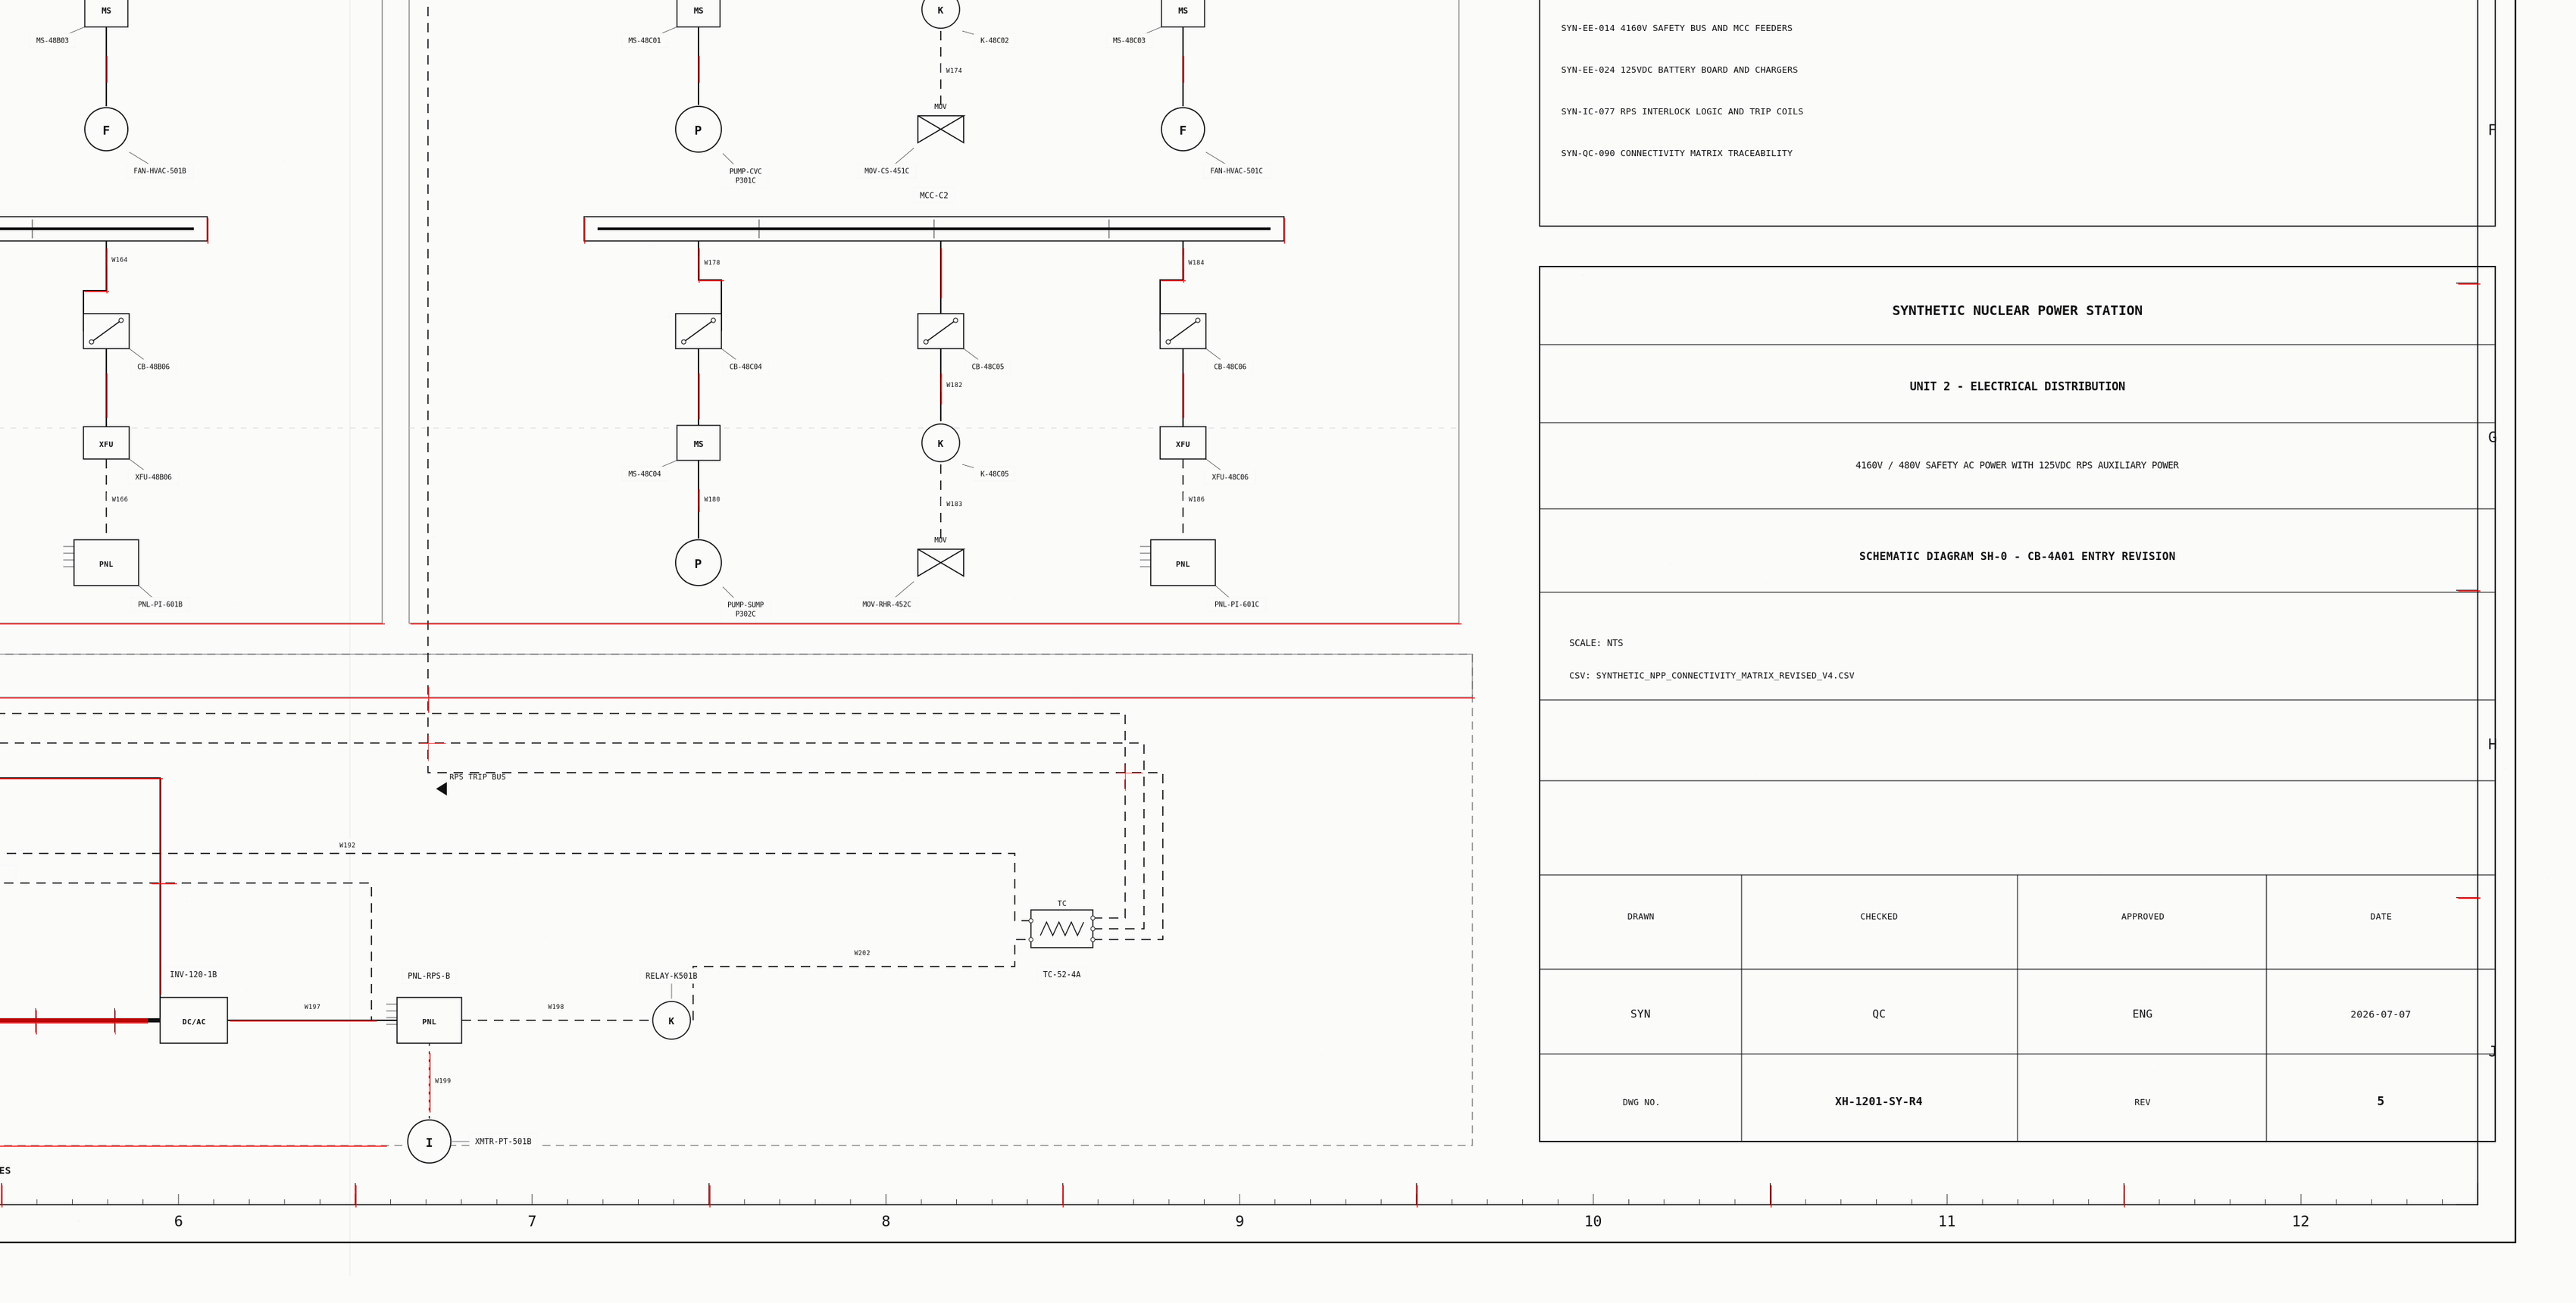 MS
MS-48B03
F
FAN-HVAC-501B
MS
MS-48C01
P
PUMP-CVC
P301C
K
K-48C02
W174
MOV
MOV-CS-451C
MS
MS-48C03
F
FAN-HVAC-501C
MCC-C2
W164
CB-48B06
XFU
XFU-48B06
W166
PNL
PNL-PI-601B
W178
CB-48C04
MS
MS-48C04
W180
P
PUMP-SUMP
P302C
CB-48C05
W182
K
K-48C05
W183
MOV
MOV-RHR-452C
W184
CB-48C06
XFU
XFU-48C06
W186
PNL
PNL-PI-601C
RPS TRIP BUS
W192
TC
TC-52-4A
W202
INV-120-1B
DC/AC
W197
PNL-RPS-B
PNL
W198
RELAY-K501B
K
W199
I
XMTR-PT-501B
ES
6
7
8
9
10
11
12
SYN-EE-014 4160V SAFETY BUS AND MCC FEEDERS
SYN-EE-024 125VDC BATTERY BOARD AND CHARGERS
SYN-IC-077 RPS INTERLOCK LOGIC AND TRIP COILS
SYN-QC-090 CONNECTIVITY MATRIX TRACEABILITY
SYNTHETIC NUCLEAR POWER STATION
UNIT 2 - ELECTRICAL DISTRIBUTION
4160V / 480V SAFETY AC POWER WITH 125VDC RPS AUXILIARY POWER
SCHEMATIC DIAGRAM SH-0 - CB-4A01 ENTRY REVISION
SCALE: NTS
CSV: SYNTHETIC_NPP_CONNECTIVITY_MATRIX_REVISED_V4.CSV
DRAWN CHECKED APPROVED DATE
SYN QC ENG 2026-07-07
DWG NO. XH-1201-SY-R4 REV 5
F
G
H
J